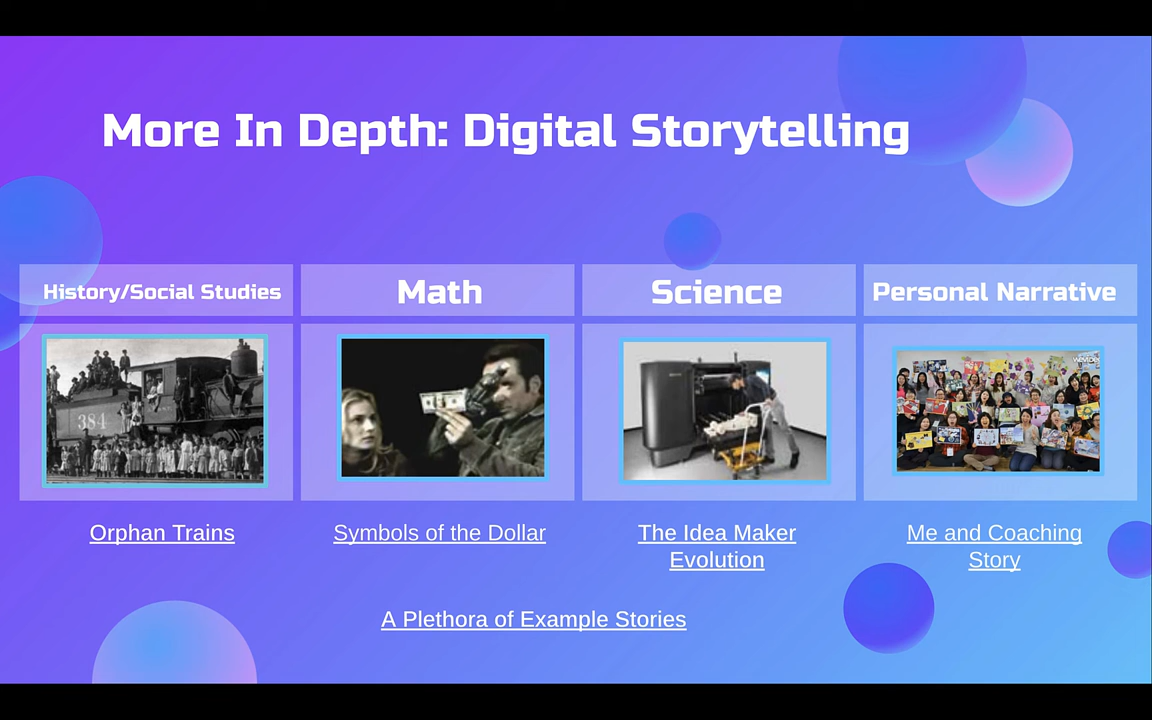 More In Depth: Digital Storytelling
History/Social Studies
Math
Science
Personal Narrative
384
Orphan Trains
Symbols of the Dollar
The Idea Maker
Evolution
Me and Coaching
Story
A Plethora of Example Stories